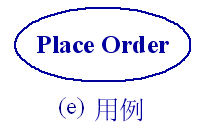 Place Order
(e) 用例